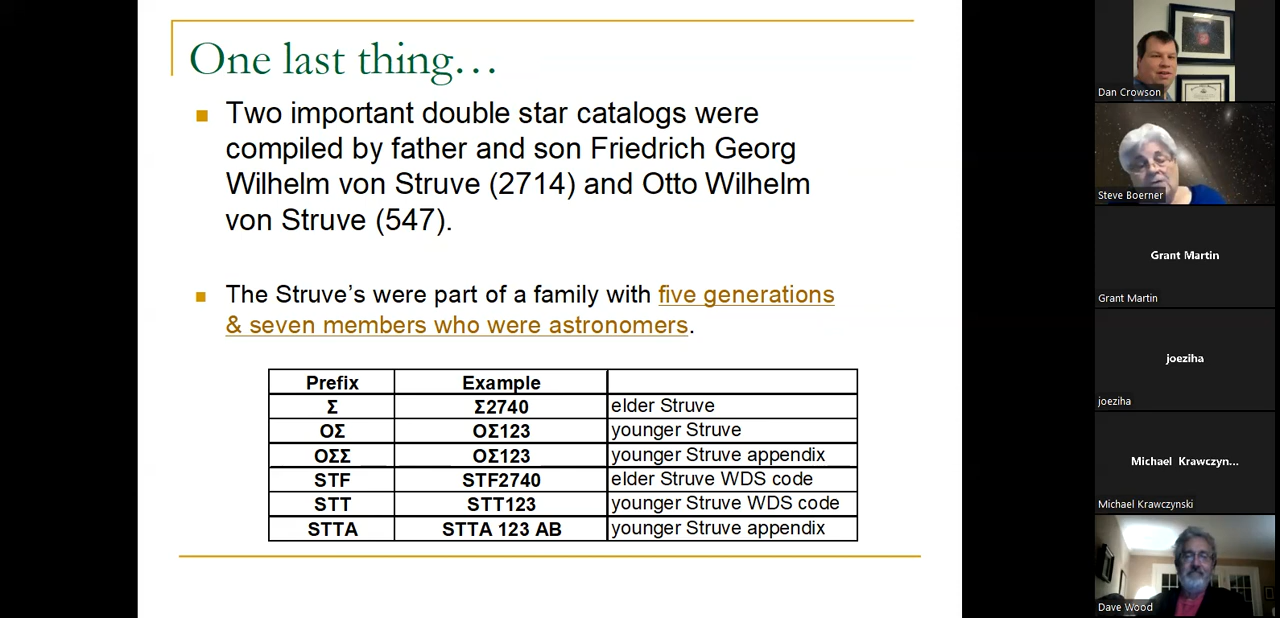 One last thing…
Two important double star catalogs were
compiled by father and son Friedrich Georg
Wilhelm von Struve (2714) and Otto Wilhelm
von Struve (547).
The Struve’s were part of a family with five generations
& seven members who were astronomers.
Prefix Example
Σ Σ2740 elder Struve
ΟΣ ΟΣ123 younger Struve
ΟΣΣ ΟΣ123 younger Struve appendix
STF STF2740 elder Struve WDS code
STT STT123 younger Struve WDS code
STTA STTA 123 AB younger Struve appendix
Dan Crowson
Steve Boerner
Grant Martin
Grant Martin
joeziha
joeziha
Michael Krawczyn...
Michael Krawczynski
Dave Wood